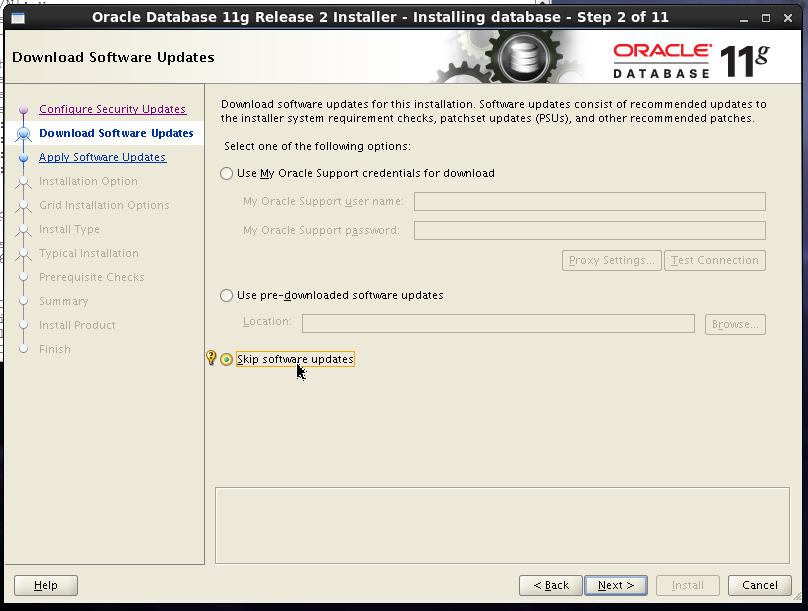 Oracle Database 11g Release 2 Installer - Installing database - Step 2 of 11
Download Software Updates
ORACLE
DATABASE
11g
Configure Security Updates
Download Software Updates
Apply Software Updates
Installation Option
Grid Installation Options
Install Type
Typical Installation
Prerequisite Checks
Summary
Install Product
Finish
Download software updates for this installation. Software updates consist of recommended updates to
the installer system requirement checks, patchset updates (PSUs), and other recommended patches.
Select one of the following options:
Use My Oracle Support credentials for download
My Oracle Support user name:
My Oracle Support password:
Proxy Settings...
Test Connection
Use pre-downloaded software updates
Location:
Browse...
Skip software updates
Help
< Back
Next >
Install
Cancel